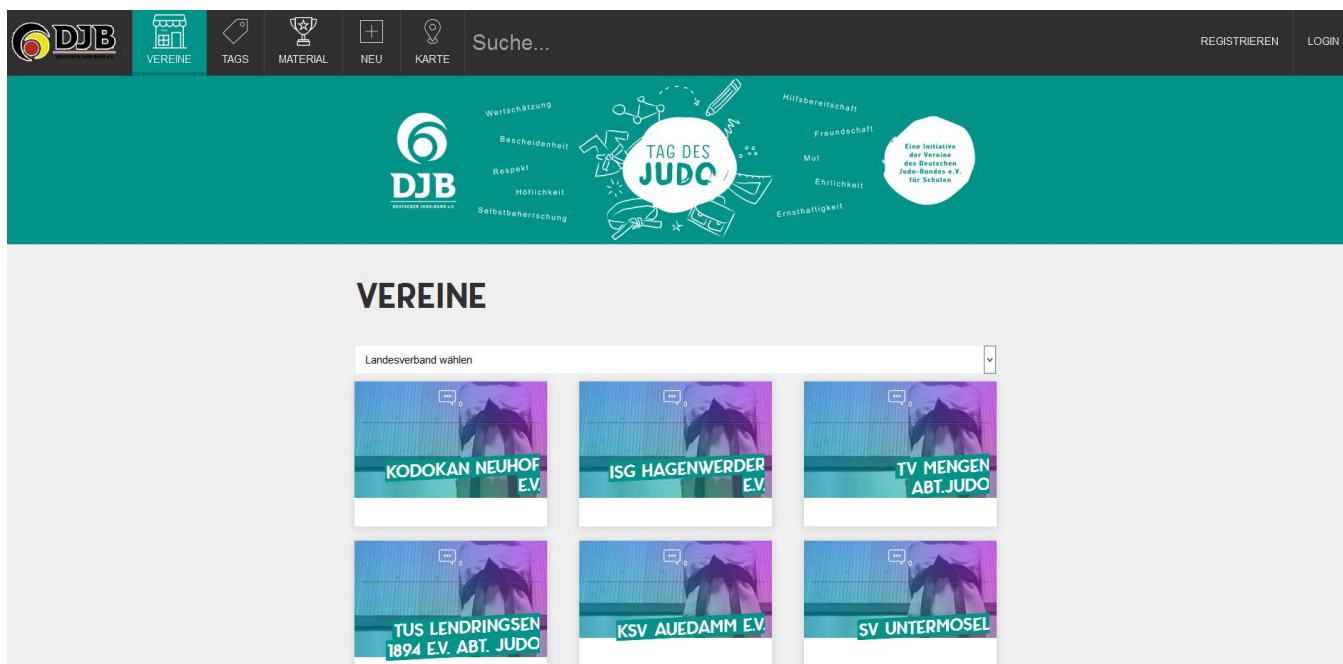 DJB
DEUTSCHER JUDO-BUND e.V.
VEREINE
TAGS
MATERIAL
NEU
KARTE
Suche...
REGISTRIEREN
LOGIN
DJB
DEUTSCHER JUDO-BUND e.V.
Wertschätzung
Bescheidenheit
Respekt
Höflichkeit
Selbstbeherrschung
TAG DES
JUDO
Hilfsbereitschaft
Freundschaft
Mut
Ehrlichkeit
Ernsthaftigkeit
Eine Initiative
der Vereine
des Deutschen
Judo-Bundes e.V.
für Schulen
VEREINE
Landesverband wählen
0
KODOKAN NEUHOF
E.V.
0
ISG HAGENWERDER
E.V.
0
TV MENGEN
ABT.JUDO
0
TUS LENDRINGSEN
1894 E.V. ABT. JUDO
0
KSV AUEDAMM E.V.
0
SV UNTERMOSEL